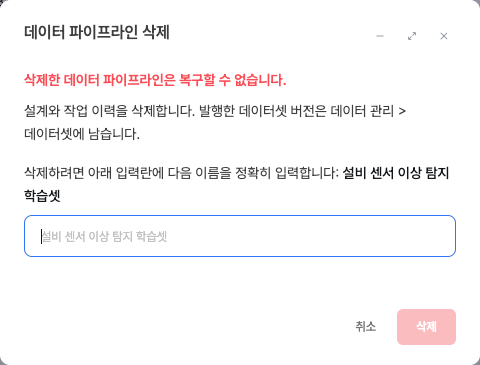 데이터 파이프라인 삭제
삭제한 데이터 파이프라인은 복구할 수 없습니다.
설계와 작업 이력을 삭제합니다. 발행한 데이터셋 버전은 데이터 관리 >
데이터셋에 남습니다.
삭제하려면 아래 입력란에 다음 이름을 정확히 입력합니다: 설비 센서 이상 탐지
학습셋
설비 센서 이상 탐지 학습셋
취소
삭제